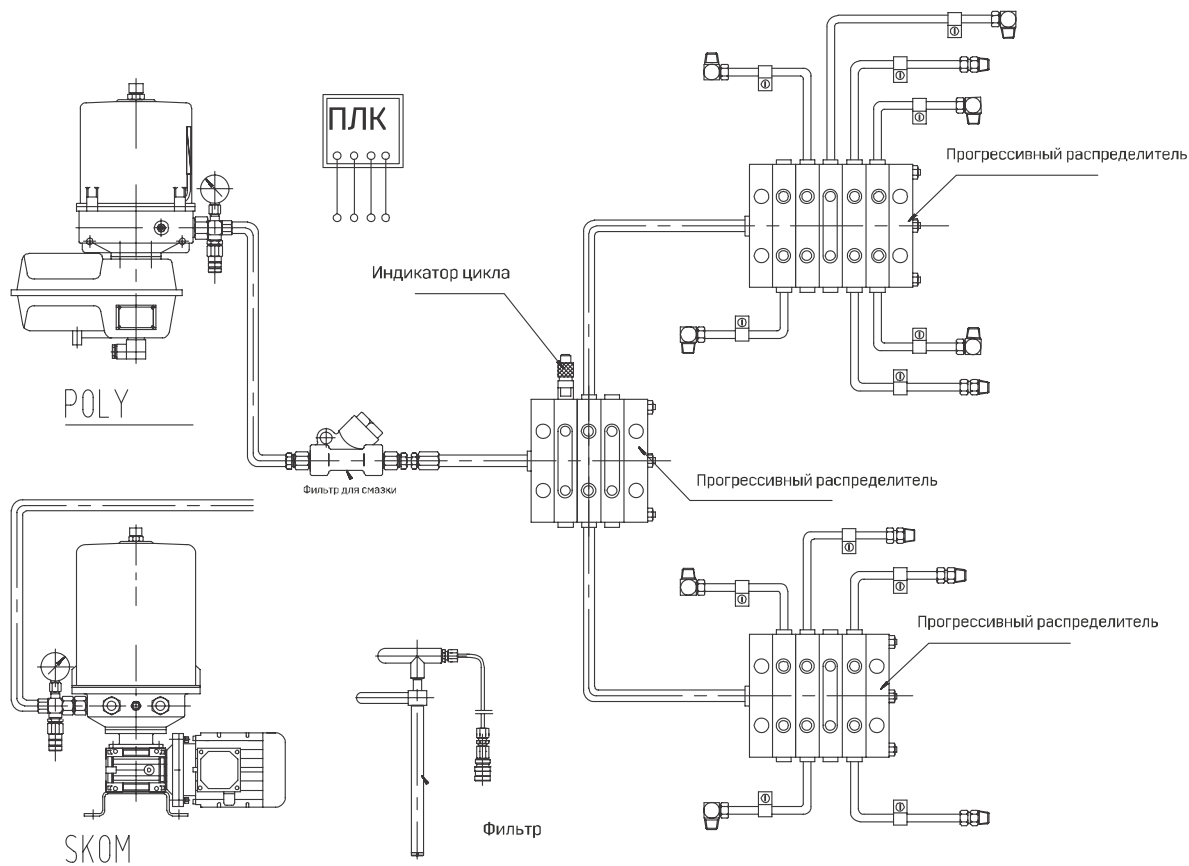 ПЛК
Прогрессивный распределитель
Индикатор цикла
POLY
Фильтр для смазки
Прогрессивный распределитель
Прогрессивный распределитель
Фильтр
SKOM